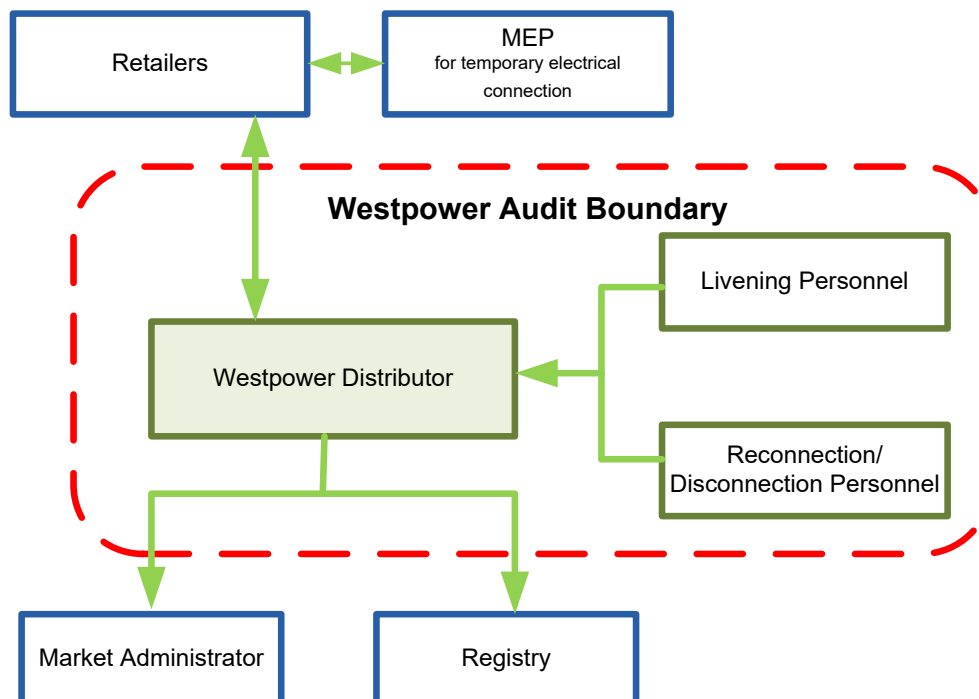 Retailers
MEP
for temporary electrical
connection
Westpower Audit Boundary
Livening Personnel
Westpower Distributor
Reconnection/
Disconnection Personnel
Market Administrator
Registry